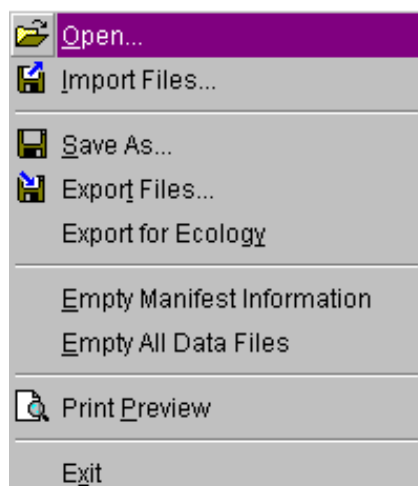 Open...
Import Files...
Save As...
Export Files...
Export for Ecology
Empty Manifest Information
Empty All Data Files
Print Preview
Exit